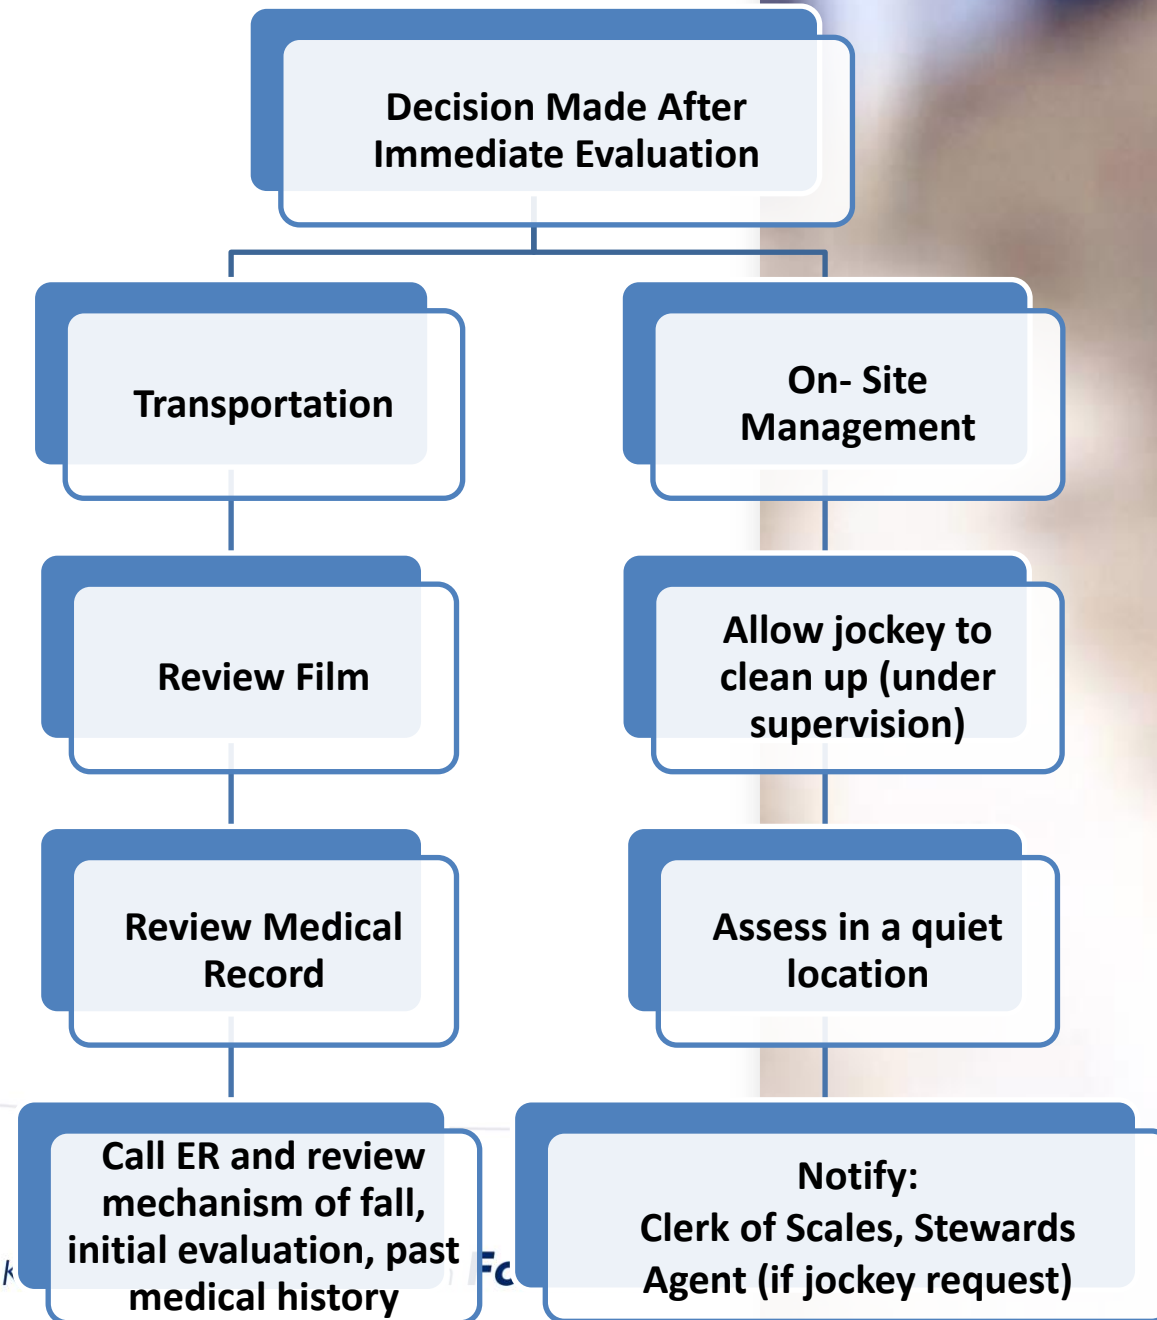 Decision Made After
Immediate Evaluation
Transportation
On- Site
Management
Review Film
Allow jockey to
clean up (under
supervision)
Review Medical
Record
Assess in a quiet
location
Call ER and review
mechanism of fall,
initial evaluation, past
medical history
Notify:
Clerk of Scales, Stewards
Agent (if jockey request)